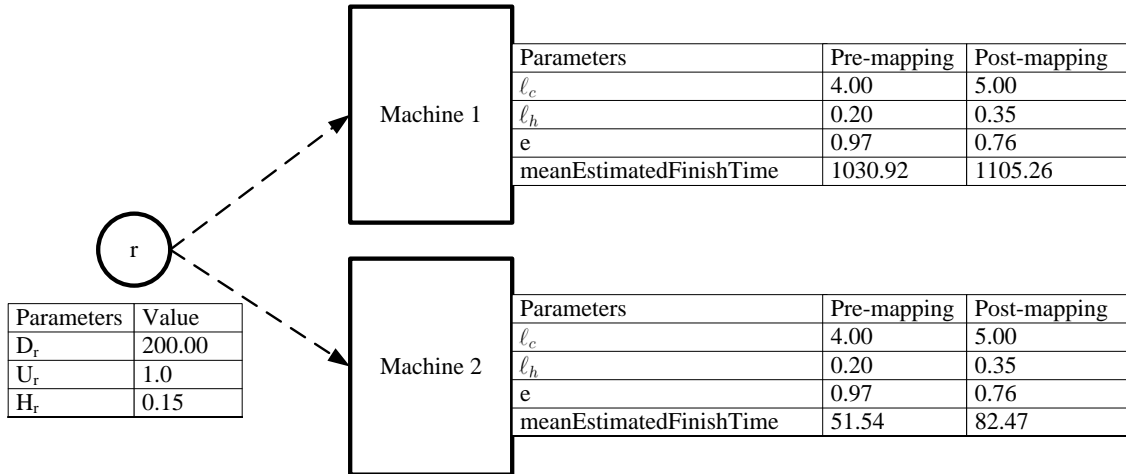 Machine 1
Parameters Pre-mapping Post-mapping
ℓc 4.00 5.00
ℓh 0.20 0.35
e 0.97 0.76
meanEstimatedFinishTime 1030.92 1105.26
r
Parameters Value
Dr 200.00
Ur 1.0
Hr 0.15
Machine 2
Parameters Pre-mapping Post-mapping
ℓc 4.00 5.00
ℓh 0.20 0.35
e 0.97 0.76
meanEstimatedFinishTime 51.54 82.47